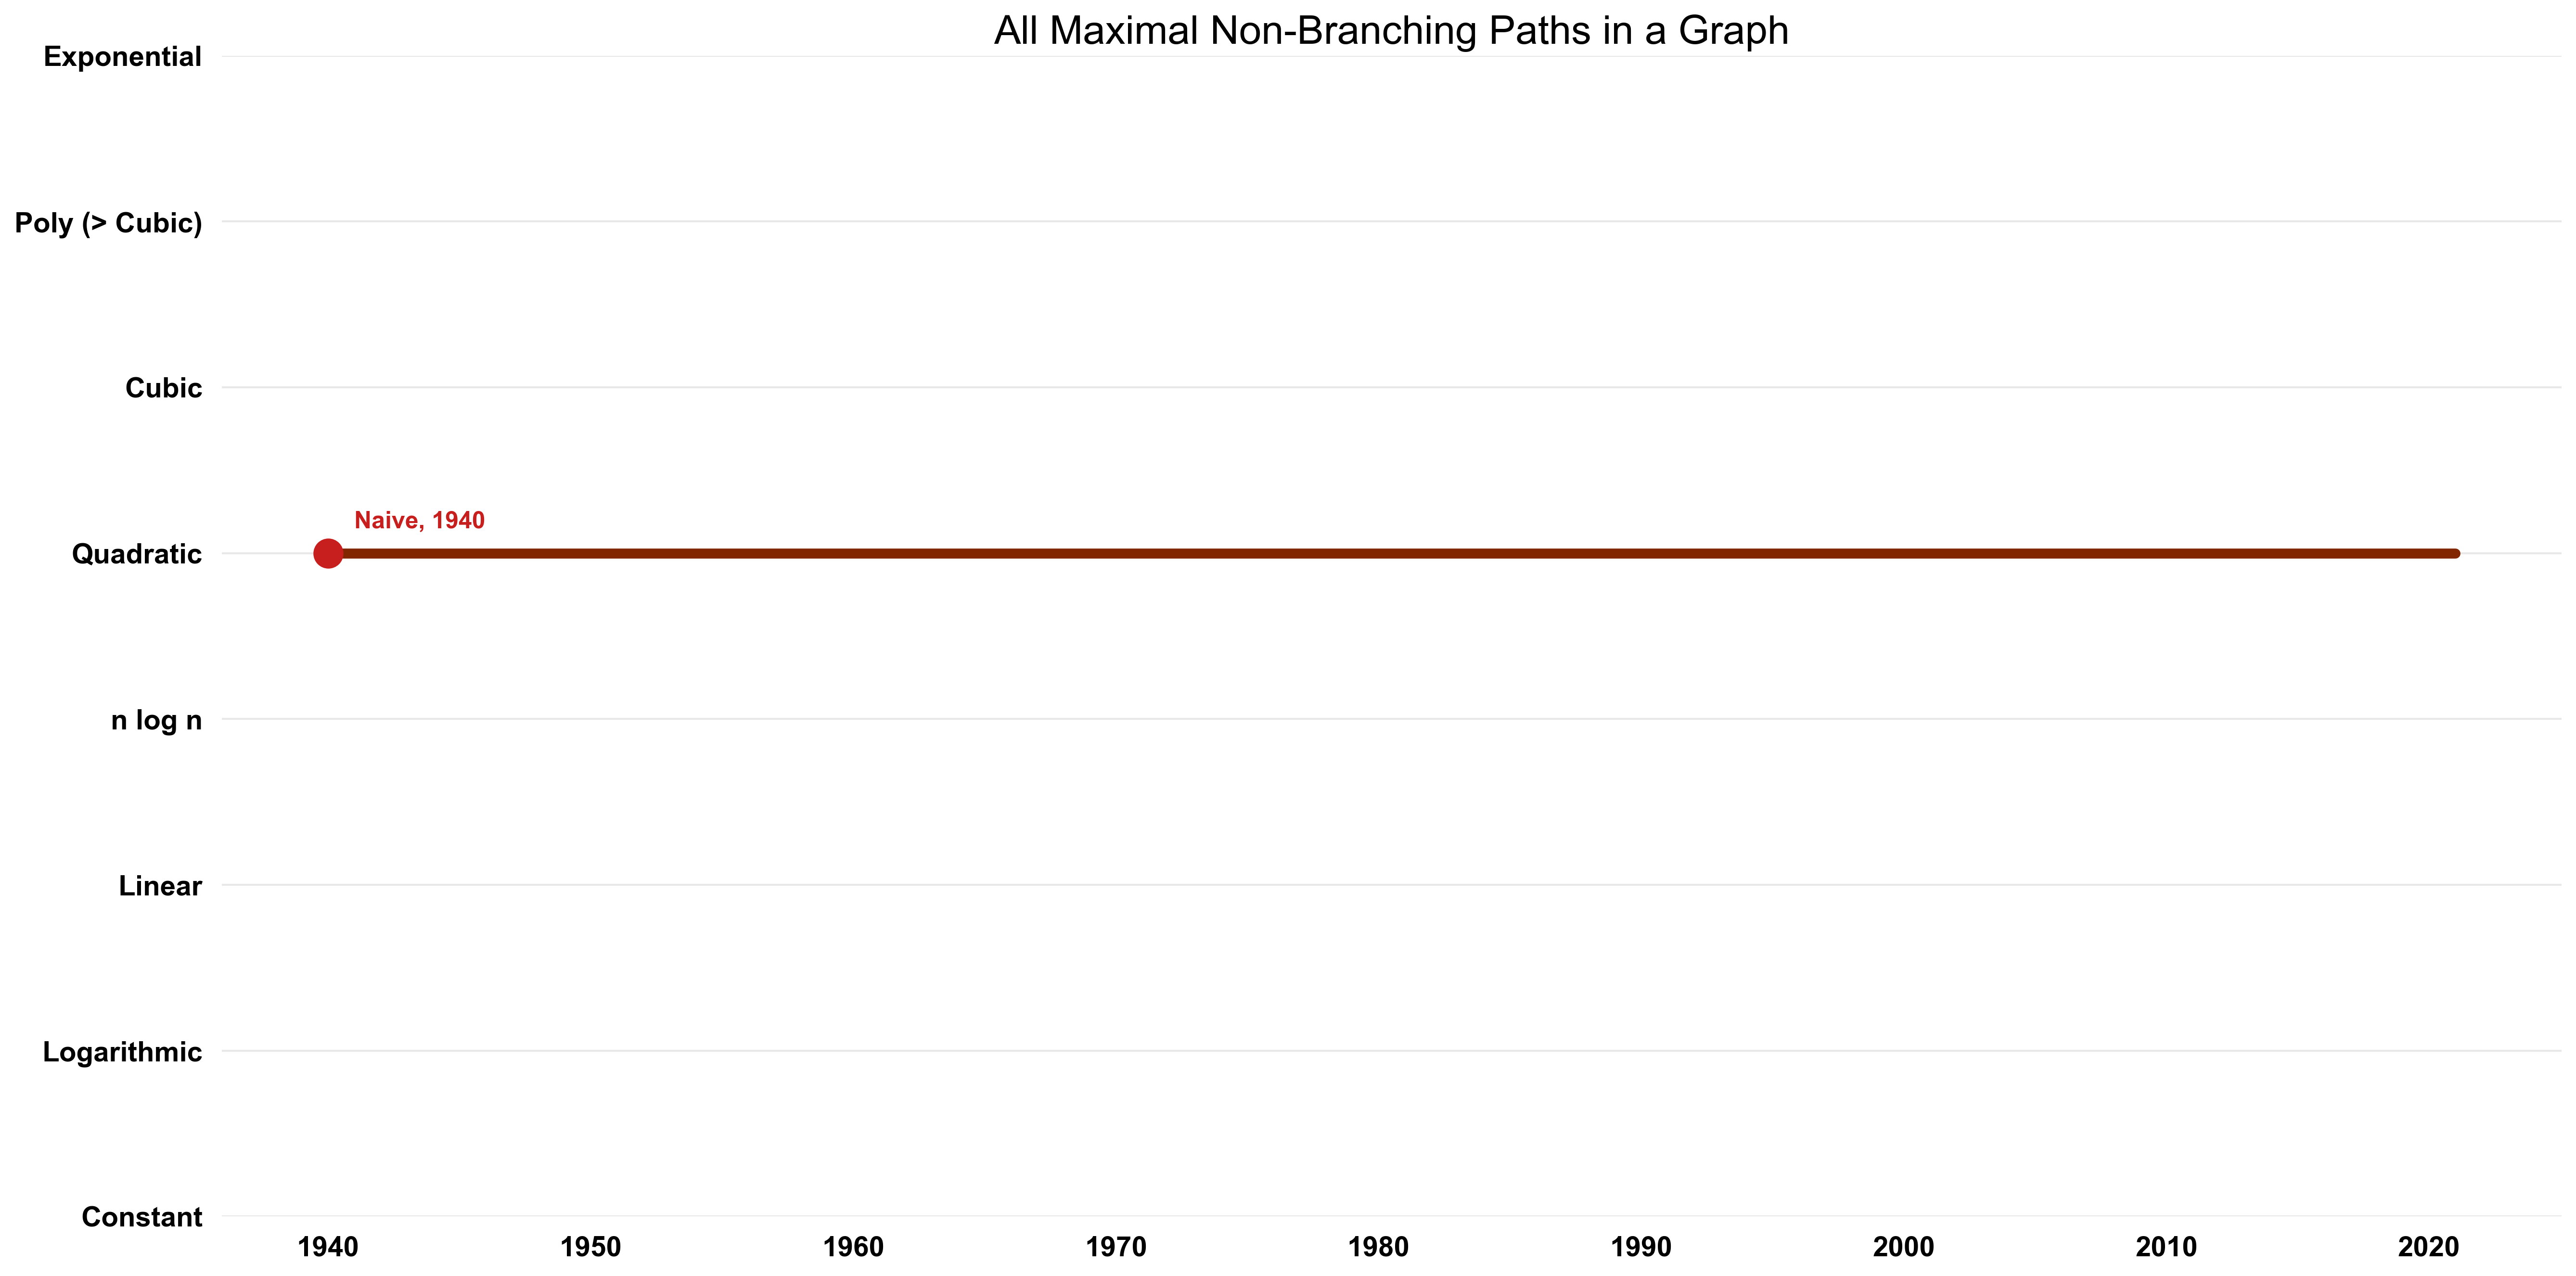 All Maximal Non-Branching Paths in a Graph
Exponential
Poly (> Cubic)
Cubic
Naive, 1940
Quadratic
n log n
Linear
Logarithmic
Constant
1940 1950 1960 1970 1980 1990 2000 2010 2020